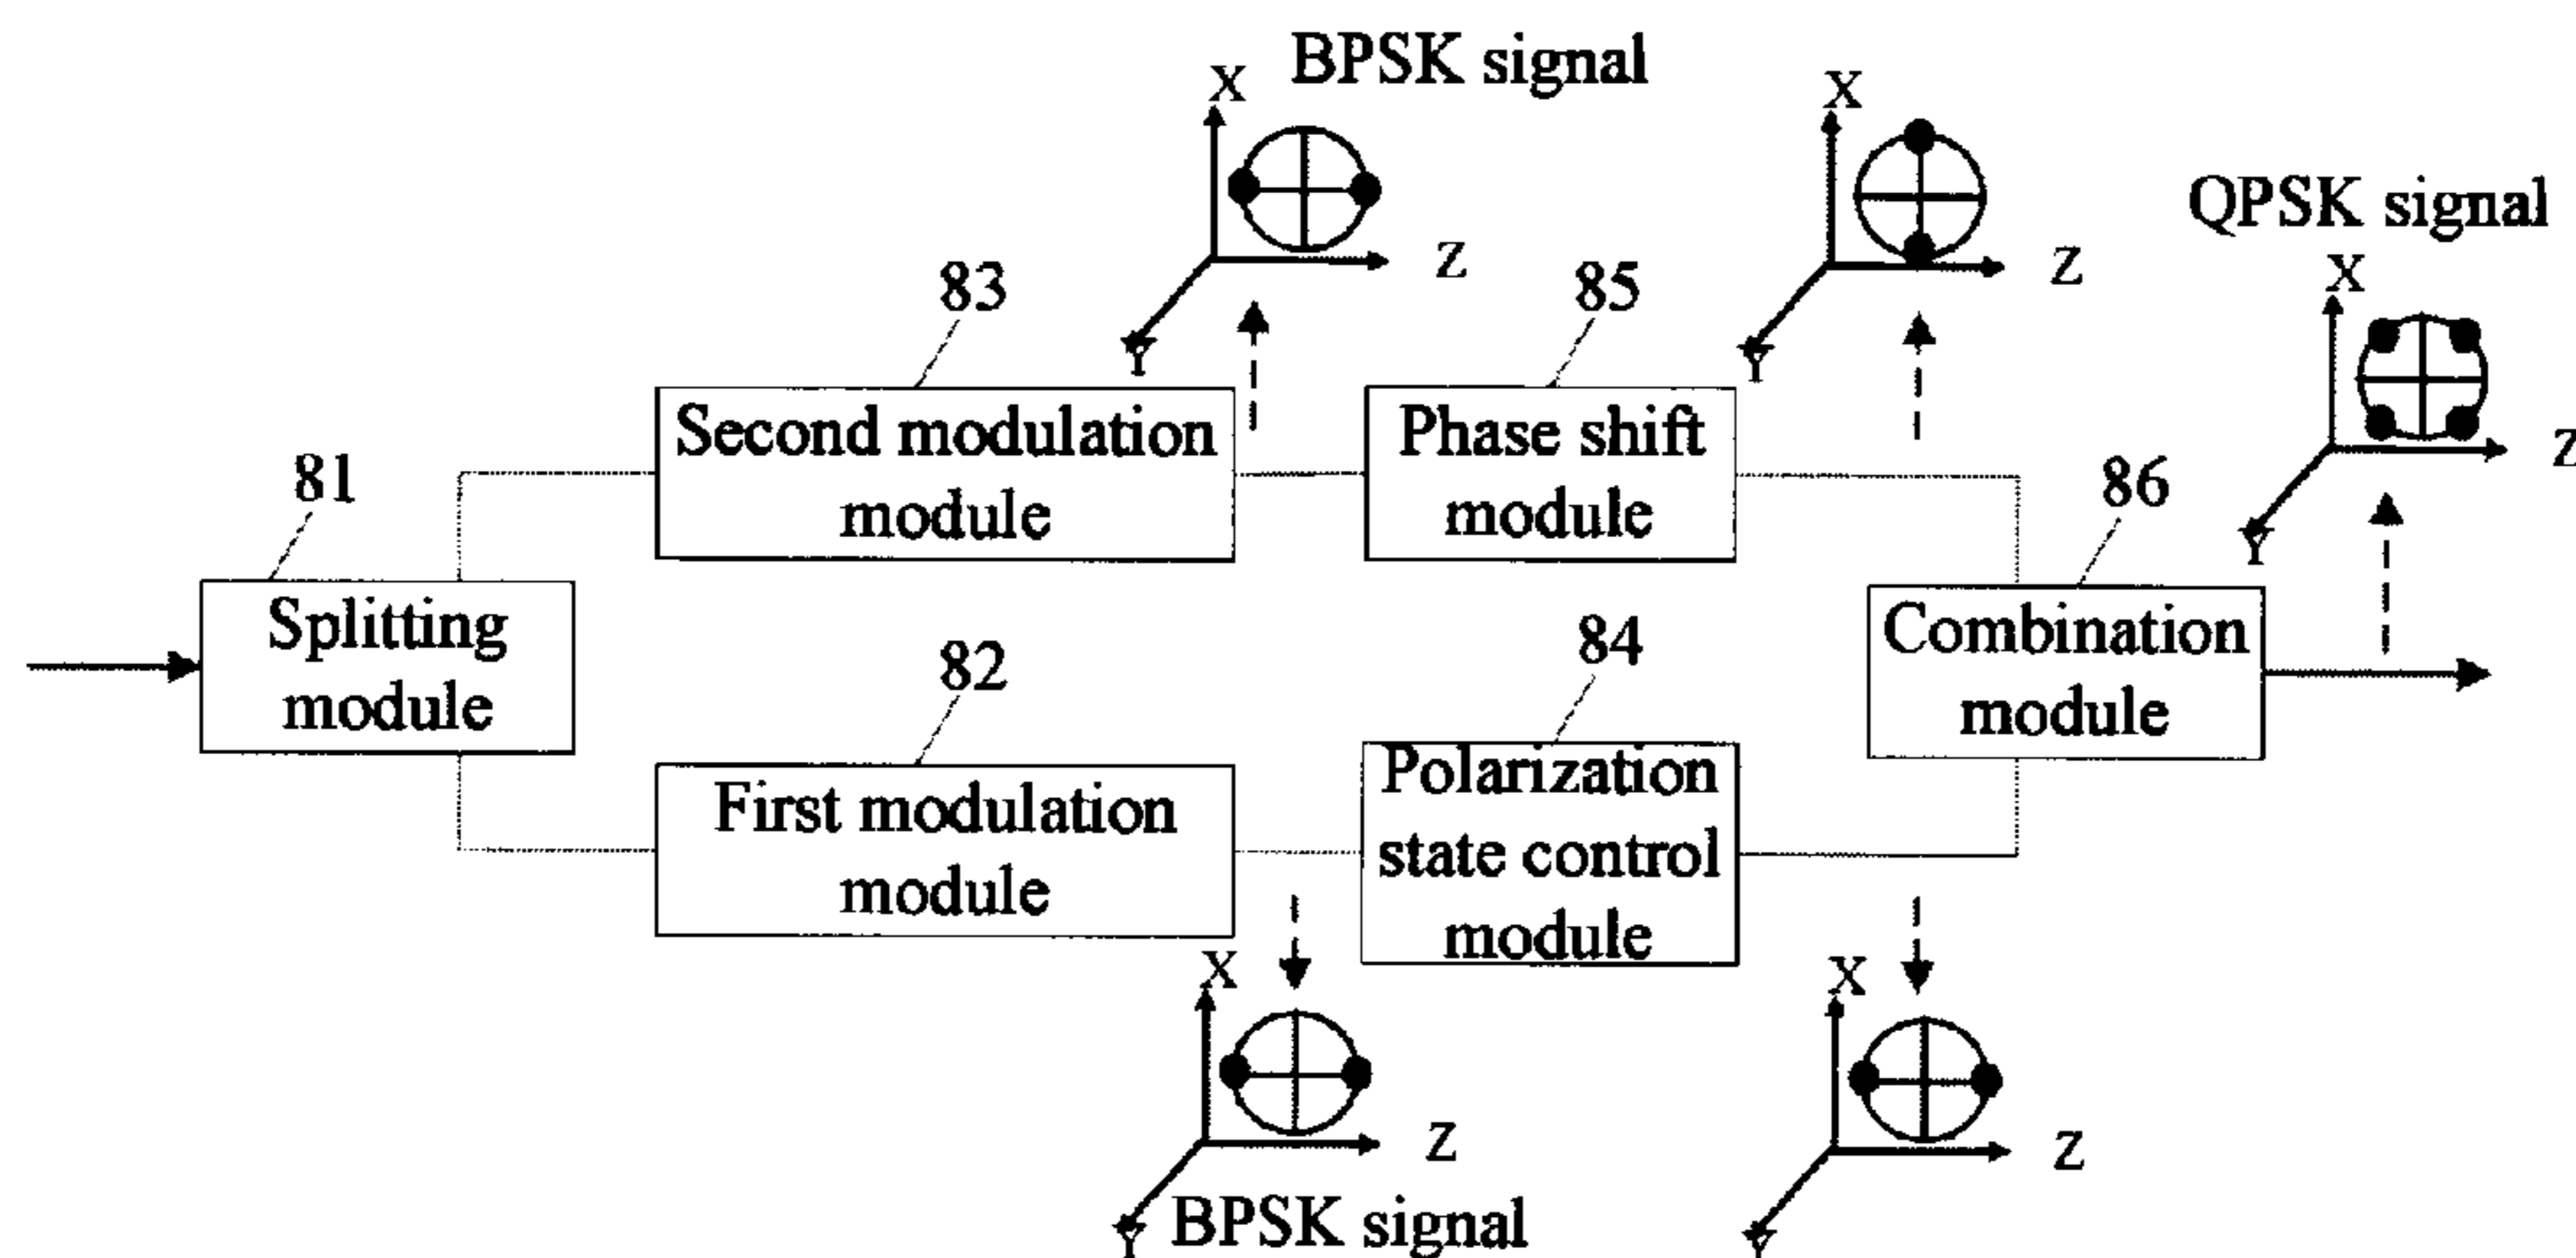 BPSK signal
X
X
QPSK signal
X
Z
Z
Z
Y
Y
Y
83
85
81
86
Second modulation
module
Phase shift
module
Splitting
module
82
84
Combination
module
First modulation
module
Polarization
state control
module
X
X
Z
Z
Y
BPSK signal
Y